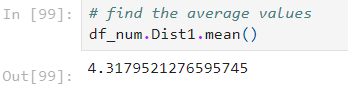 In [99]: # find the average values
df_num.Dist1.mean()
Out[99]: 4.3179521276595745